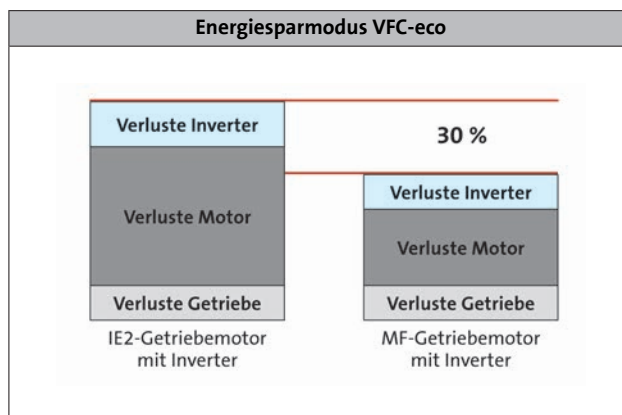 Energiesparmodus VFC-eco
Verluste Inverter
Verluste Motor
Verluste Getriebe
IE2-Getriebemotor
mit Inverter
30 %
Verluste Inverter
Verluste Motor
Verluste Getriebe
MF-Getriebemotor
mit Inverter